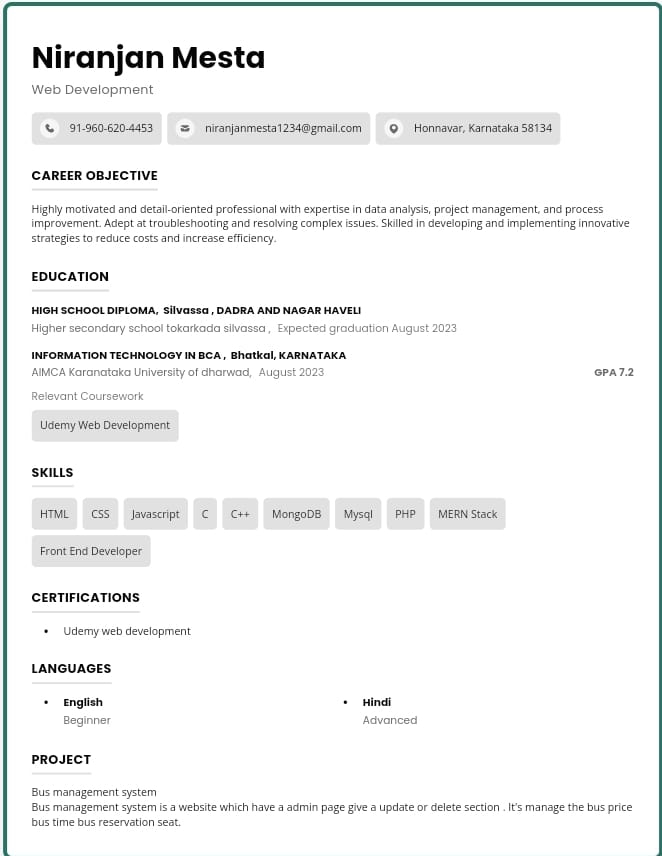 Niranjan Mesta
Web Development
91-960-620-4453 niranjanmesta1234@gmail.com Honnavar, Karnataka 58134
CAREER OBJECTIVE
Highly motivated and detail-oriented professional with expertise in data analysis, project management, and process
improvement. Adept at troubleshooting and resolving complex issues. Skilled in developing and implementing innovative
strategies to reduce costs and increase efficiency.
EDUCATION
HIGH SCHOOL DIPLOMA, Silvassa , DADRA AND NAGAR HAVELI
Higher secondary school tokarkada silvassa , Expected graduation August 2023
INFORMATION TECHNOLOGY IN BCA , Bhatkal, KARNATAKA
AIMCA Karanataka University of dharwad, August 2023 GPA 7.2
Relevant Coursework
Udemy Web Development
SKILLS
HTML CSS Javascript C C++ MongoDB Mysql PHP MERN Stack
Front End Developer
CERTIFICATIONS
• Udemy web development
LANGUAGES
• English • Hindi
Beginner Advanced
PROJECT
Bus management system
Bus management system is a website which have a admin page give a update or delete section . It's manage the bus price
bus time bus reservation seat.